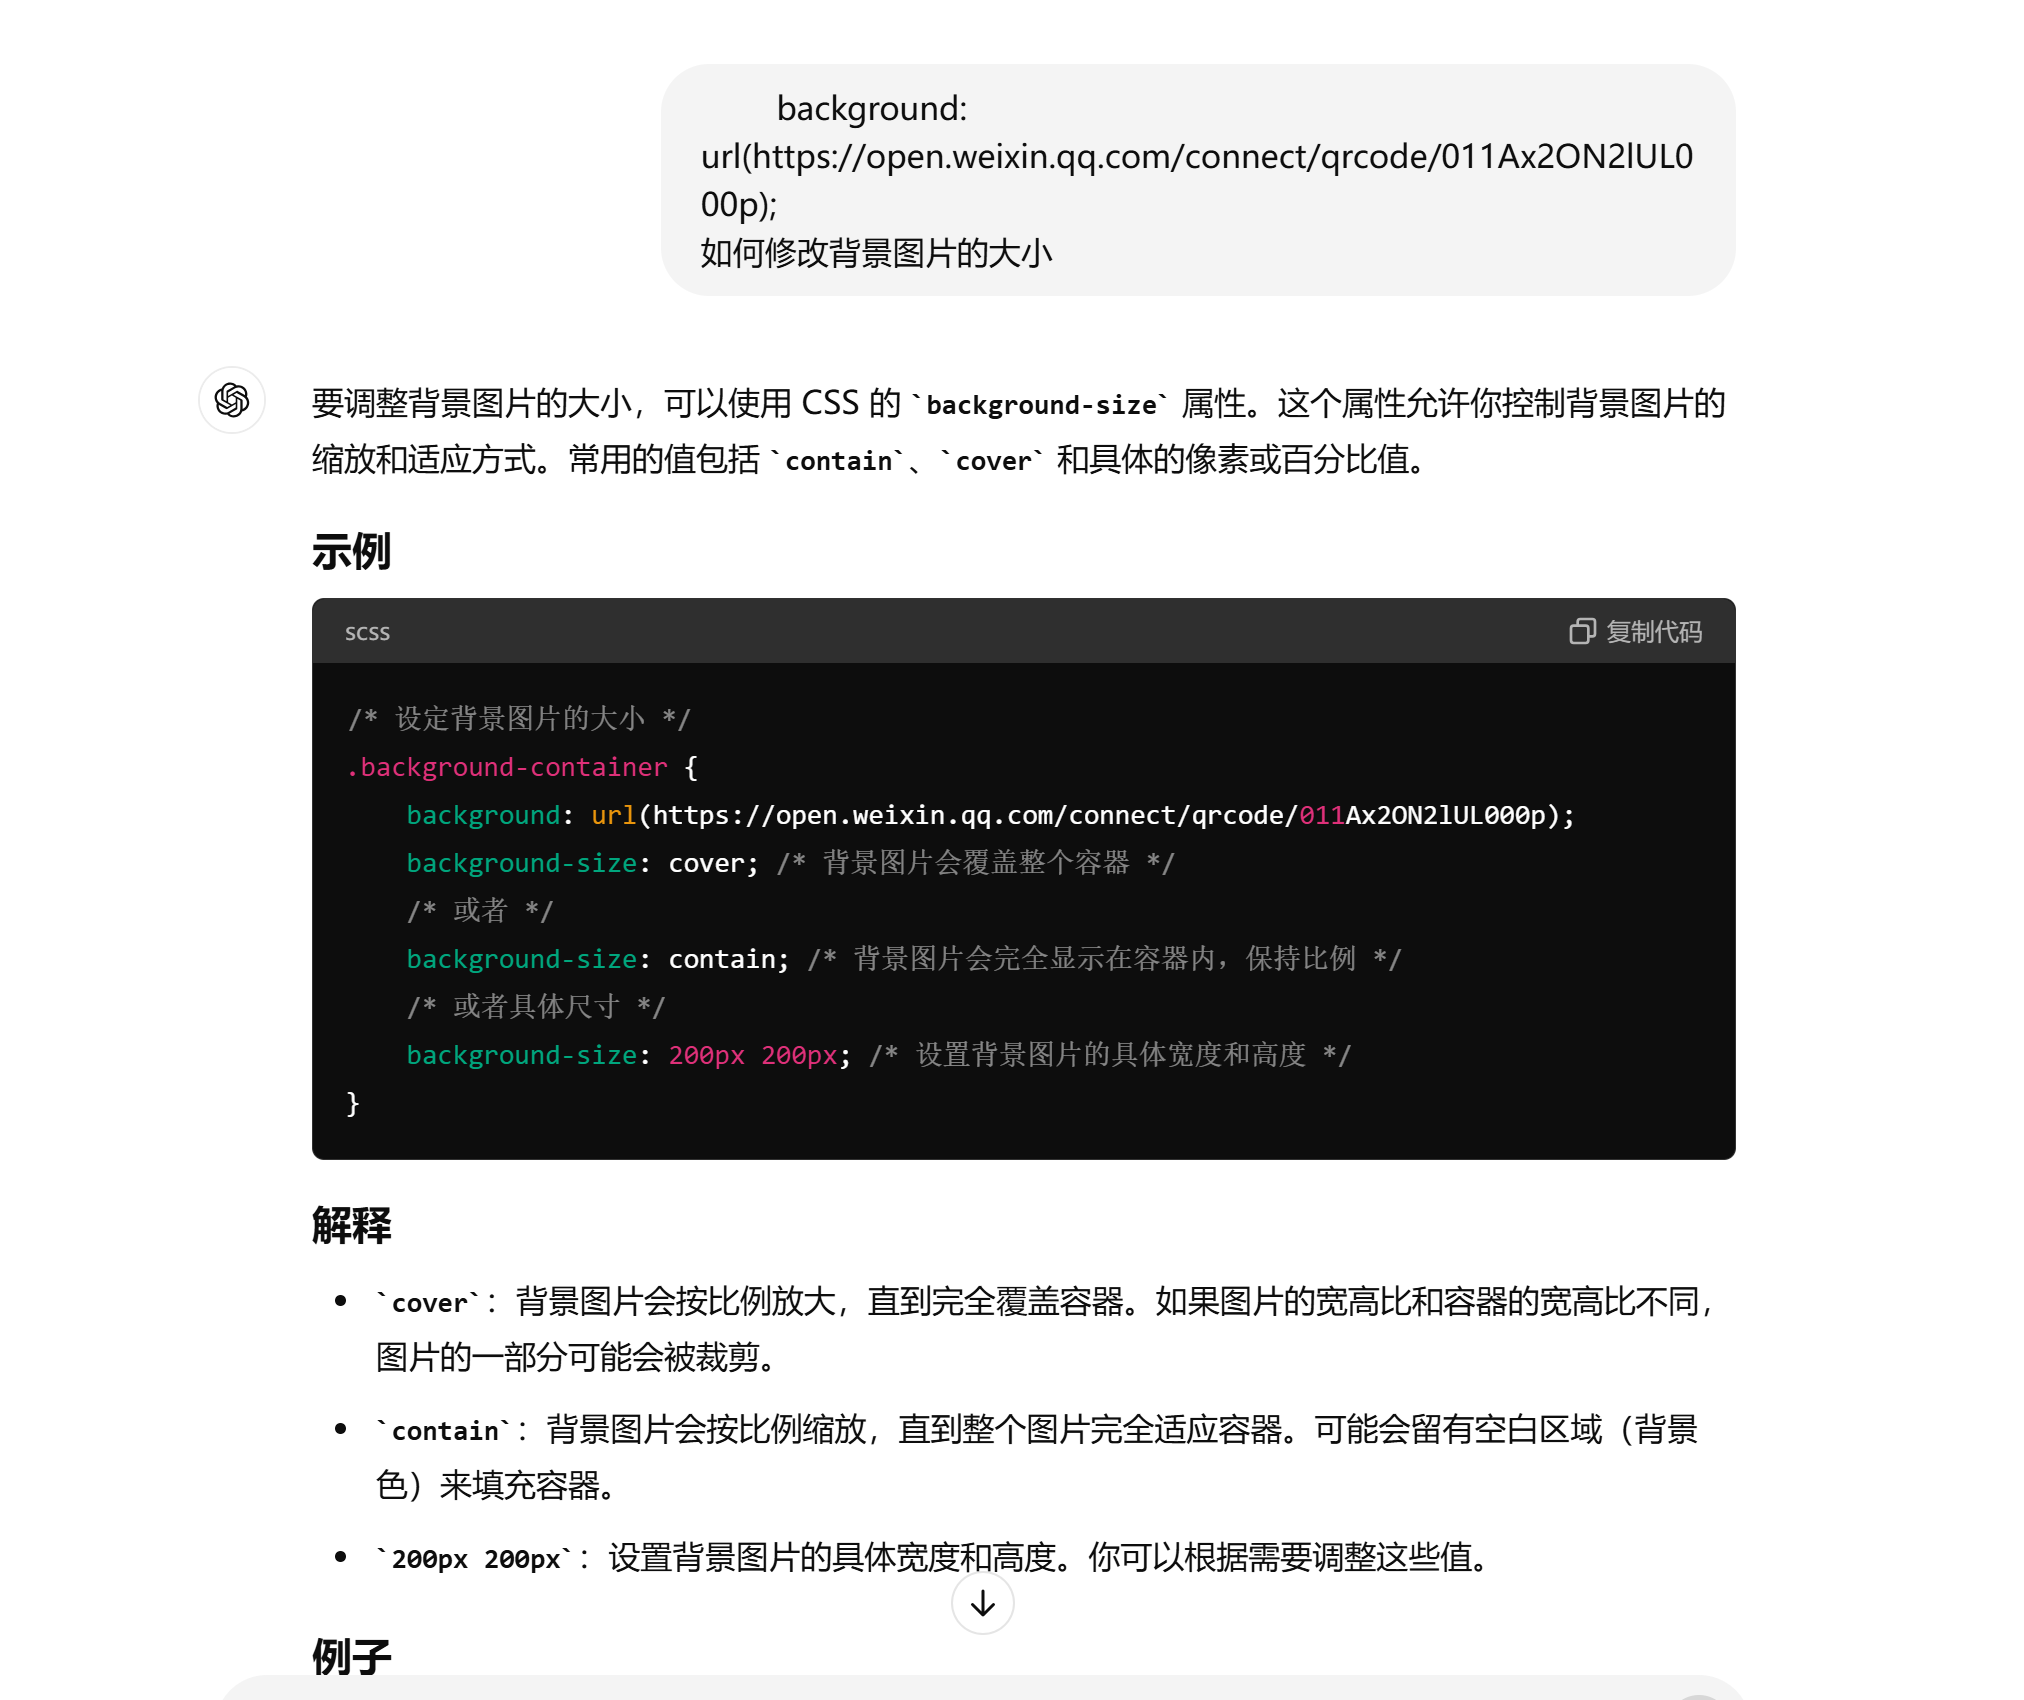 background:
url(https://open.weixin.qq.com/connect/qrcode/011Ax2ON2lUL0
00p);
如何修改背景图片的大小
要调整背景图片的大小，可以使用 CSS 的 `background-size` 属性。这个属性允许你控制背景图片的
缩放和适应方式。常用的值包括 `contain`、`cover` 和具体的像素或百分比值。
示例
scss 复制代码
/* 设定背景图片的大小 */
.background-container {
    background: url(https://open.weixin.qq.com/connect/qrcode/011Ax2ON2lUL000p);
    background-size: cover; /* 背景图片会覆盖整个容器 */
    /* 或者 */
    background-size: contain; /* 背景图片会完全显示在容器内，保持比例 */
    /* 或者具体尺寸 */
    background-size: 200px 200px; /* 设置背景图片的具体宽度和高度 */
}
解释
• `cover`：背景图片会按比例放大，直到完全覆盖容器。如果图片的宽高比和容器的宽高比不同，
图片的一部分可能会被裁剪。
• `contain`：背景图片会按比例缩放，直到整个图片完全适应容器。可能会留有空白区域（背景
色）来填充容器。
• `200px 200px`：设置背景图片的具体宽度和高度。你可以根据需要调整这些值。
例子